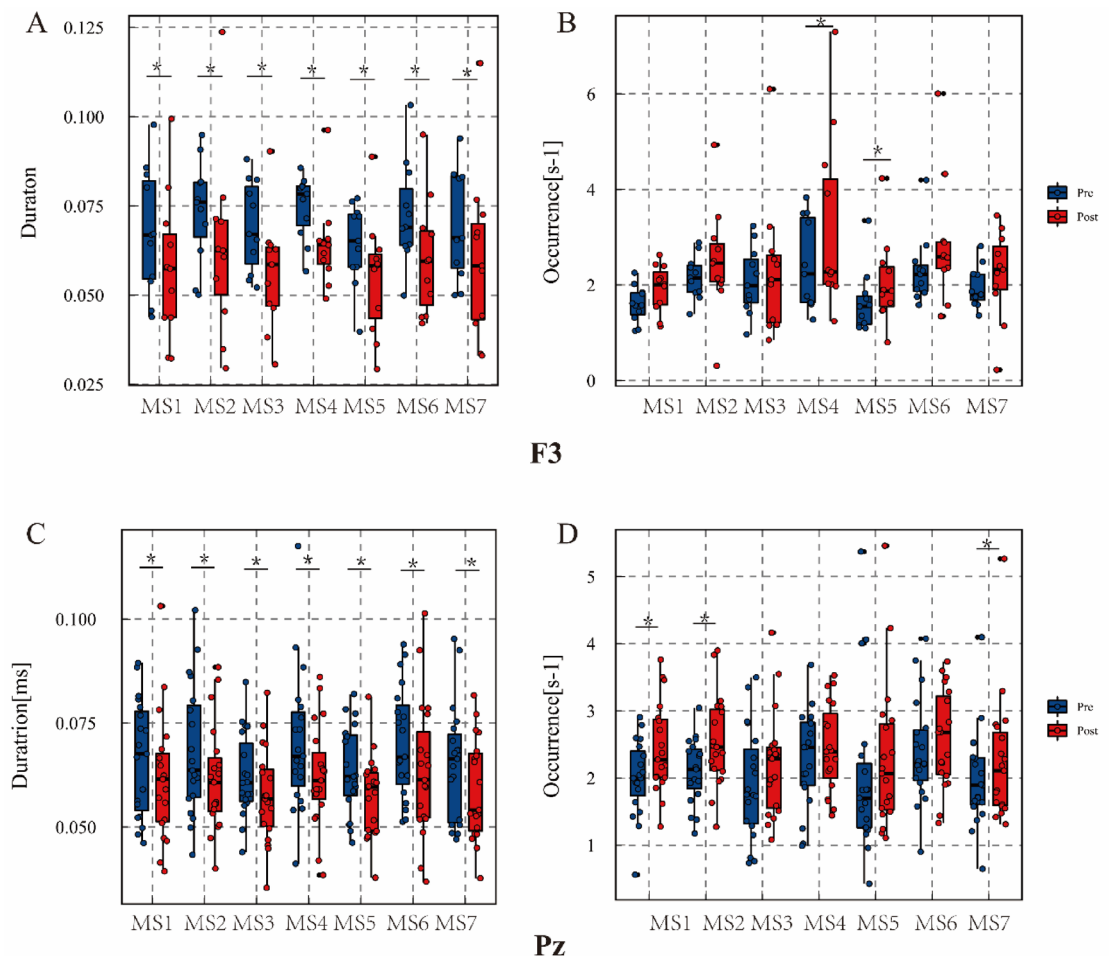 A
B
Duraton
0.125
0.100
0.075
0.050
0.025
* * * * * * *
MS1 MS2 MS3 MS4 MS5 MS6 MS7
Occurrence[s-1]
6
4
2
0
* *
MS1 MS2 MS3 MS4 MS5 MS6 MS7
Pre
Post
F3
C
D
Duratrion[ms]
0.100
0.075
0.050
* * * * * * *
MS1 MS2 MS3 MS4 MS5 MS6 MS7
Occurrence[s-1]
5
4
3
2
1
* * *
MS1 MS2 MS3 MS4 MS5 MS6 MS7
Pre
Post
Pz